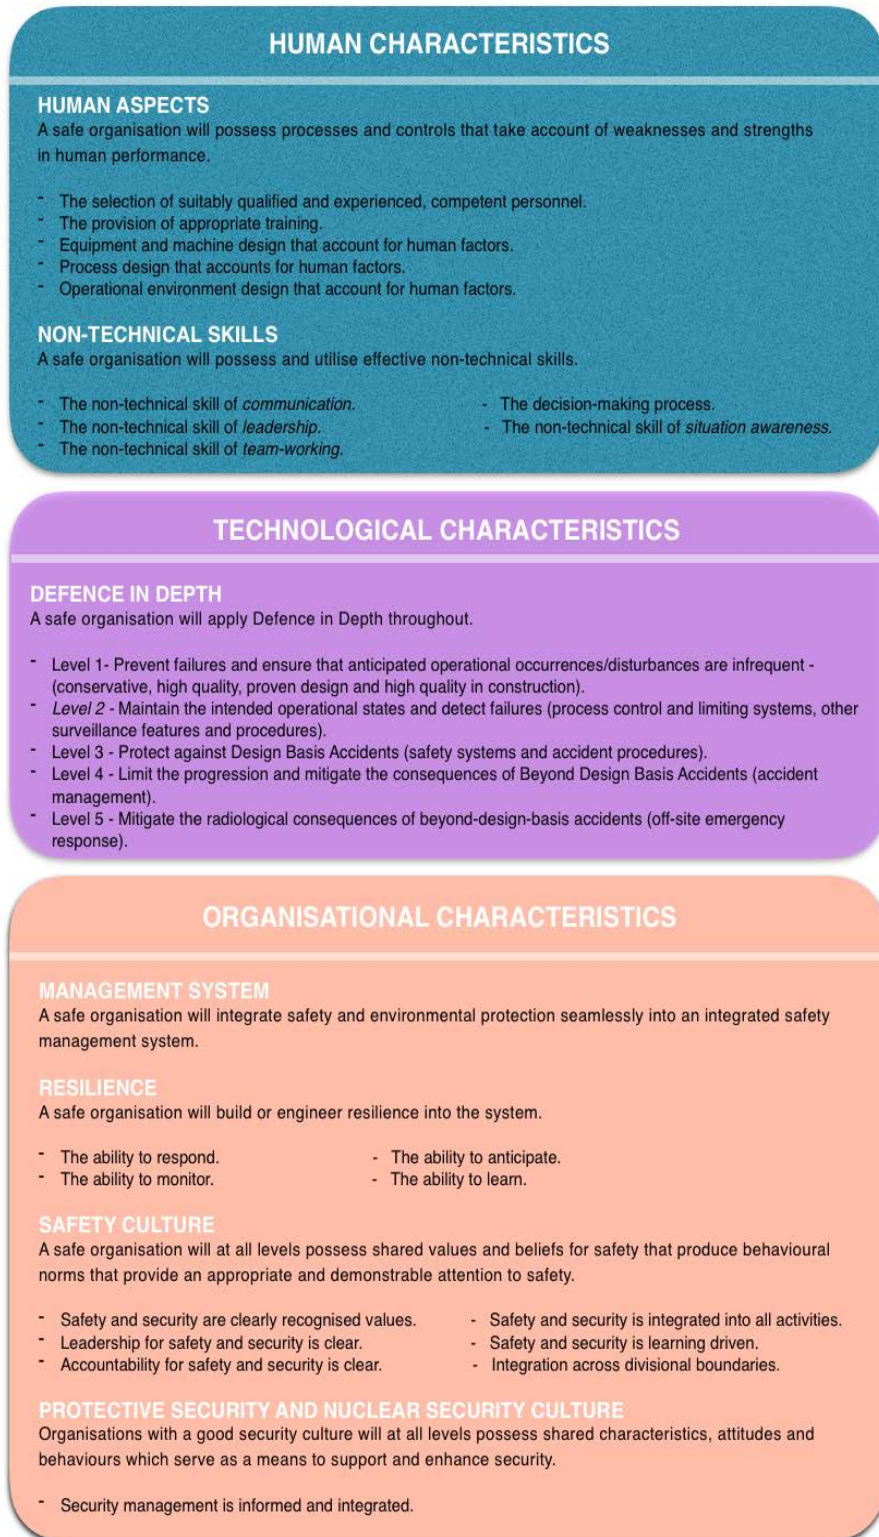 HUMAN CHARACTERISTICS
HUMAN ASPECTS
A safe organisation will possess processes and controls that take account of weaknesses and strengths
in human performance.
- The selection of suitably qualified and experienced, competent personnel.
- The provision of appropriate training.
- Equipment and machine design that account for human factors.
- Process design that accounts for human factors.
- Operational environment design that account for human factors.
NON-TECHNICAL SKILLS
A safe organisation will possess and utilise effective non-technical skills.
- The non-technical skill of communication.
- The non-technical skill of leadership.
- The non-technical skill of team-working.
- The decision-making process.
- The non-technical skill of situation awareness.
TECHNOLOGICAL CHARACTERISTICS
DEFENCE IN DEPTH
A safe organisation will apply Defence in Depth throughout.
- Level 1- Prevent failures and ensure that anticipated operational occurrences/disturbances are infrequent -
(conservative, high quality, proven design and high quality in construction).
- Level 2 - Maintain the intended operational states and detect failures (process control and limiting systems, other
surveillance features and procedures).
- Level 3 - Protect against Design Basis Accidents (safety systems and accident procedures).
- Level 4 - Limit the progression and mitigate the consequences of Beyond Design Basis Accidents (accident
management).
- Level 5 - Mitigate the radiological consequences of beyond-design-basis accidents (off-site emergency
response).
ORGANISATIONAL CHARACTERISTICS
MANAGEMENT SYSTEM
A safe organisation will integrate safety and environmental protection seamlessly into an integrated safety
management system.
RESILIENCE
A safe organisation will build or engineer resilience into the system.
- The ability to respond.
- The ability to monitor.
- The ability to anticipate.
- The ability to learn.
SAFETY CULTURE
A safe organisation will at all levels possess shared values and beliefs for safety that produce behavioural
norms that provide an appropriate and demonstrable attention to safety.
- Safety and security are clearly recognised values.
- Leadership for safety and security is clear.
- Accountability for safety and security is clear.
- Safety and security is integrated into all activities.
- Safety and security is learning driven.
- Integration across divisional boundaries.
PROTECTIVE SECURITY AND NUCLEAR SECURITY CULTURE
Organisations with a good security culture will at all levels possess shared characteristics, attitudes and
behaviours which serve as a means to support and enhance security.
- Security management is informed and integrated.